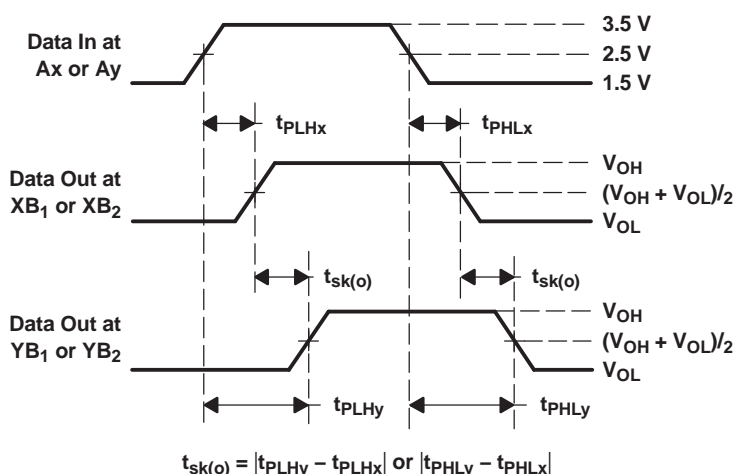 3.5 V
Data In at
Ax or Ay
2.5 V
1.5 V
tPLHx
tPHLx
Data Out at
XB1 or XB2
VOH
(VOH + VOL)/2
VOL
tsk(o)
tsk(o)
Data Out at
YB1 or YB2
VOH
(VOH + VOL)/2
VOL
tPLHy
tPHLy
tsk(o) = |tPLHy – tPLHx| or |tPHLy – tPHLx|